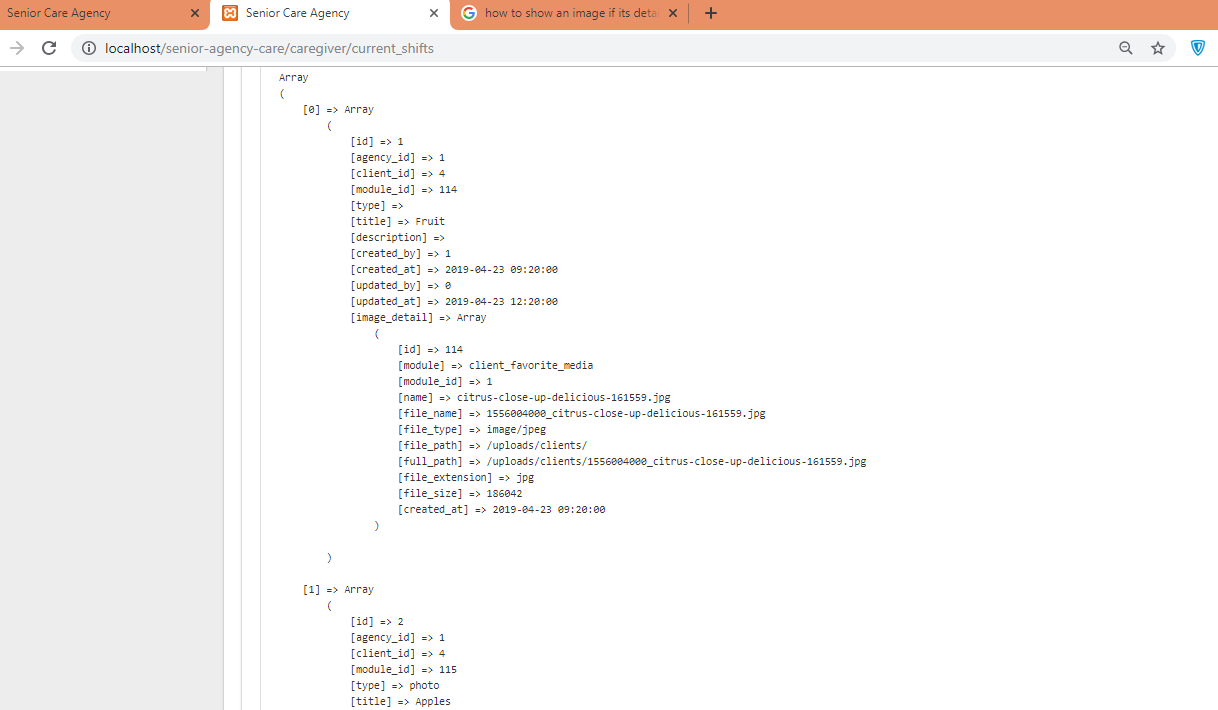 Senior Care Agency
Senior Care Agency
how to show an image if its deta
localhost/senior-agency-care/caregiver/current_shifts
Array
(
[0] => Array
(
[id] => 1
[agency_id] => 1
[client_id] => 4
[module_id] => 114
[type] =>
[title] => Fruit
[description] =>
[created_by] => 1
[created_at] => 2019-04-23 09:20:00
[updated_by] => 0
[updated_at] => 2019-04-23 12:20:00
[image_detail] => Array
(
[id] => 114
[module] => client_favorite_media
[module_id] => 1
[name] => citrus-close-up-delicious-161559.jpg
[file_name] => 1556004000_citrus-close-up-delicious-161559.jpg
[file_type] => image/jpeg
[file_path] => /uploads/clients/
[full_path] => /uploads/clients/1556004000_citrus-close-up-delicious-161559.jpg
[file_extension] => jpg
[file_size] => 186042
[created_at] => 2019-04-23 09:20:00
)
)
[1] => Array
(
[id] => 2
[agency_id] => 1
[client_id] => 4
[module_id] => 115
[type] => photo
[title] => Apples